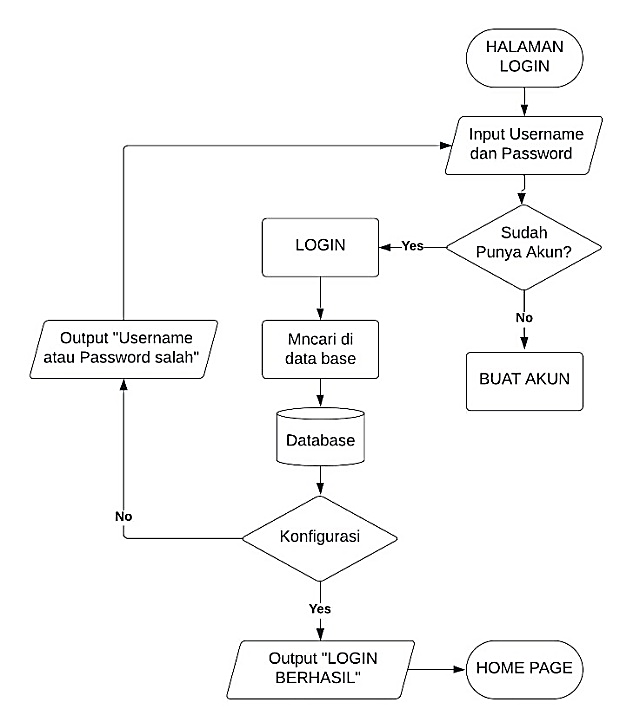 HALAMAN
LOGIN
Input Username
dan Password
Sudah
Punya Akun?
Yes
LOGIN
No
BUAT AKUN
Mncari di
data base
Output "Username
atau Password salah"
Database
Konfigurasi
No
Yes
Output "LOGIN
BERHASIL"
HOME PAGE